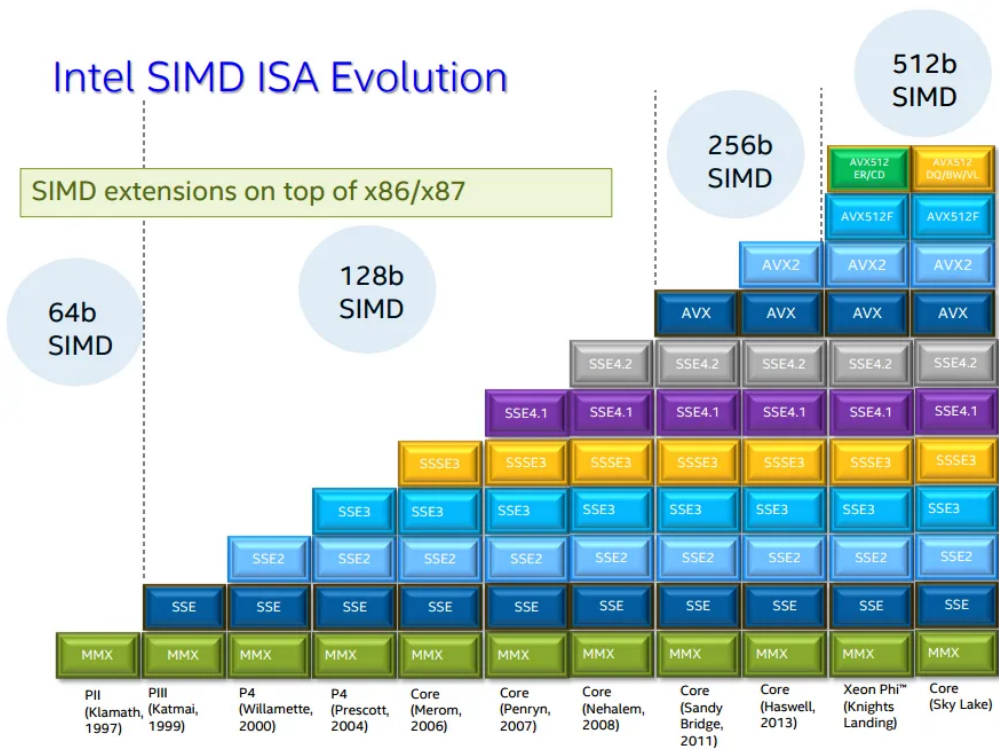 Intel SIMD ISA Evolution
SIMD extensions on top of x86/x87
64b
SIMD
128b
SIMD
256b
SIMD
512b
SIMD
AVX512 AVX512
ER/CD DQ/BW/VL
AVX512F AVX512F
AVX2 AVX2 AVX2
AVX AVX AVX AVX
SSE4.2 SSE4.2 SSE4.2 SSE4.2 SSE4.2
SSE4.1 SSE4.1 SSE4.1 SSE4.1 SSE4.1 SSE4.1
SSSE3 SSSE3 SSSE3 SSSE3 SSSE3 SSSE3 SSSE3
SSE3 SSE3 SSE3 SSE3 SSE3 SSE3 SSE3 SSE3
SSE2 SSE2 SSE2 SSE2 SSE2 SSE2 SSE2 SSE2 SSE2
SSE SSE SSE SSE SSE SSE SSE SSE SSE SSE
MMX MMX MMX MMX MMX MMX MMX MMX MMX MMX MMX
PII
(Klamath,
1997)
PIII
(Katmai,
1999)
P4
(Willamette,
2000)
P4
(Prescott,
2004)
Core
(Merom,
2006)
Core
(Penryn,
2007)
Core
(Nehalem,
2008)
Core
(Sandy
Bridge,
2011)
Core
(Haswell,
2013)
Xeon Phi™
(Knights
Landing)
Core
(Sky Lake)